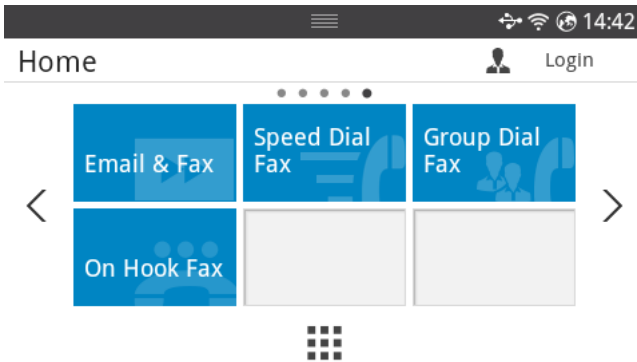 14:42
Home
Login
Email & Fax
Speed Dial
Fax
Group Dial
Fax
On Hook Fax